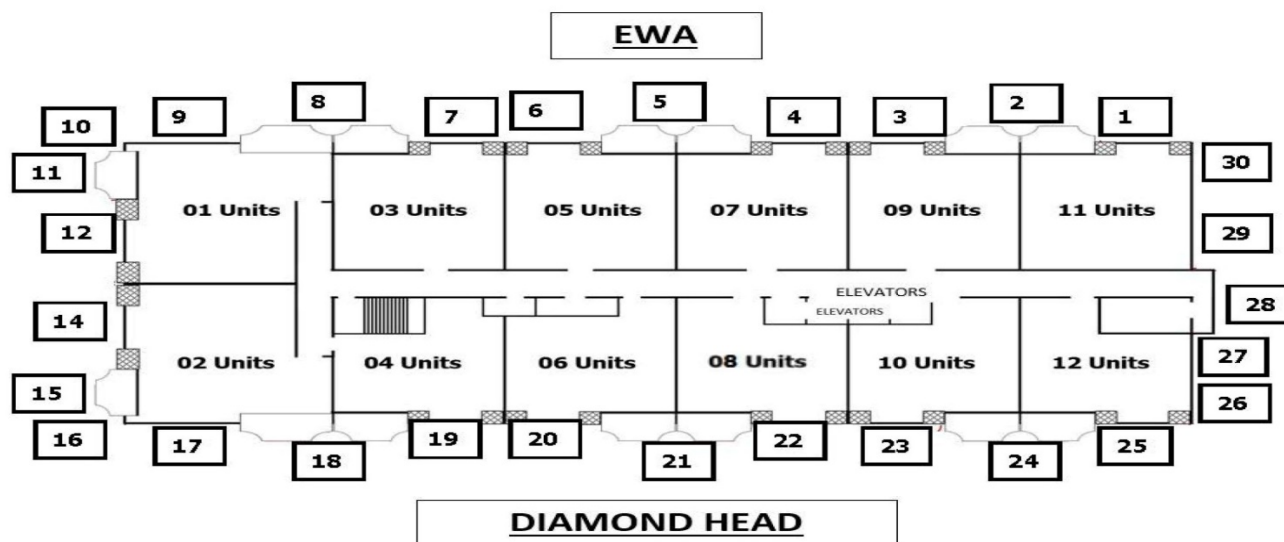 EWA
10 9 8 7 6 5 4 3 2 1
11 30
01 Units 03 Units 05 Units 07 Units 09 Units 11 Units
12 29
ELEVATORS
ELEVATORS
14 28
02 Units 04 Units 06 Units 08 Units 10 Units 12 Units
27
15 26
16 17 18 19 20 21 22 23 24 25
DIAMOND HEAD